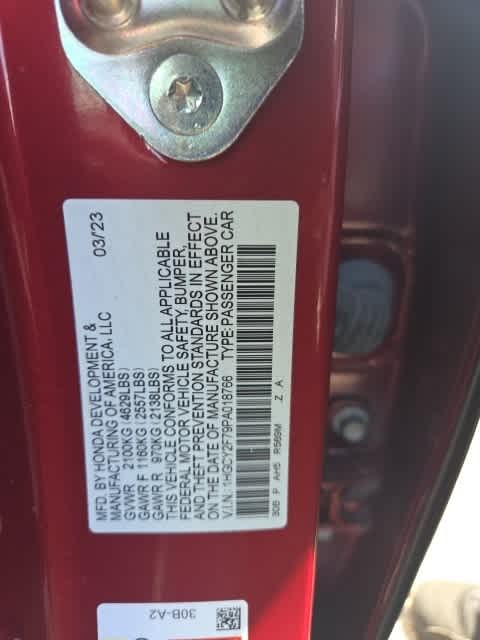 MFD. BY HONDA DEVELOPMENT & 03/'23
MANUFACTURING OF AMERICA, LLC
GVWR 2100KG (4629LBS)
GAWR F 1160KG (2557LBS)
GAWR R 970KG (2138LBS)
THIS VEHICLE CONFORMS TO ALL APPLICABLE
FEDERAL MOTOR VEHICLE SAFETY, BUMPER,
AND THEFT PREVENTION STANDARDS IN EFFECT
ON THE DATE OF MANUFACTURE SHOWN ABOVE.
V.I.N.: 1HGCY2F79PA018766 TYPE: PASSENGER CAR
30B P AH5 R569M Z A
30B-A2